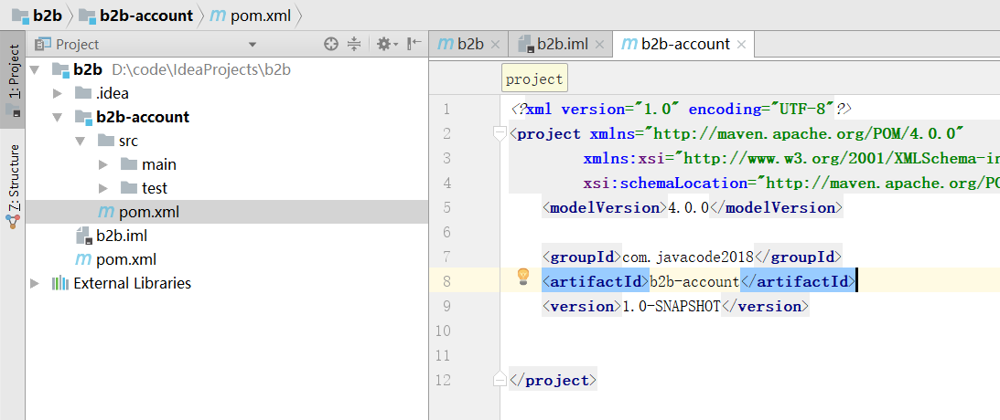 b2b b2b-account pom.xml
1: Project
Z: Structure
Project
b2b D:\code\IdeaProjects\b2b
.idea
b2b-account
src
main
test
pom.xml
b2b.iml
pom.xml
External Libraries
b2b b2b.iml b2b-account
project
1 <?xml version="1.0" encoding="UTF-8"?>
2 <project xmlns="http://maven.apache.org/POM/4.0.0"
3 xmlns:xsi="http://www.w3.org/2001/XMLSchema-in
4 xsi:schemaLocation="http://maven.apache.org/PO
5 <modelVersion>4.0.0</modelVersion>
6
7 <groupId>com.javacode2018</groupId>
8 <artifactId>b2b-account</artifactId>
9 <version>1.0-SNAPSHOT</version>
10
11
12 </project>